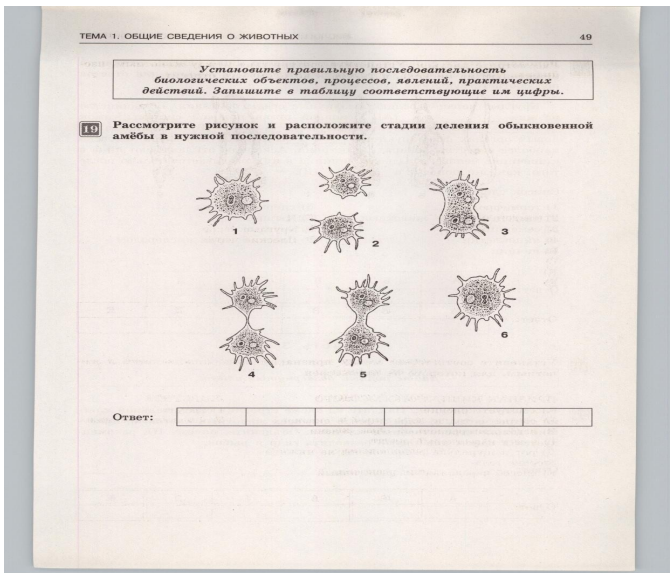 ТЕМА 1. ОБЩИЕ СВЕДЕНИЯ О ЖИВОТНЫХ 49
Установите правильную последовательность
биологических объектов, процессов, явлений, практических
действий. Запишите в таблицу соответствующие им цифры.
19 Рассмотрите рисунок и расположите стадии деления обыкновенной
амёбы в нужной последовательности.
1 2 3
4 5 6
Ответ: